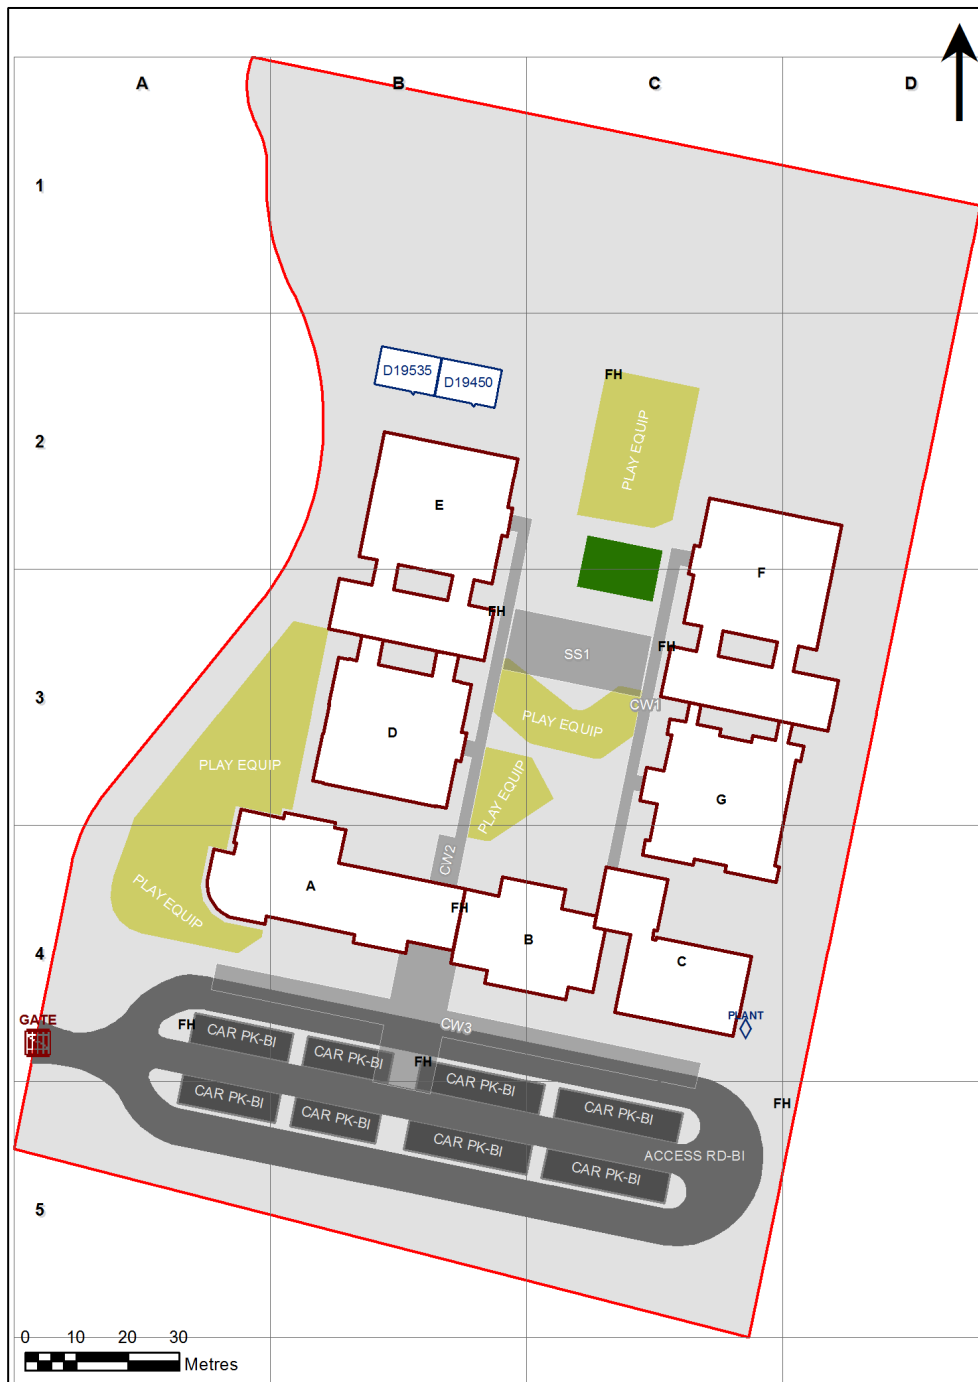 A B C D
1
D19535 D19450
FH
2
PLAY EQUIP
E
F
FH
FH
SS1
3
CW1
PLAY EQUIP
D
PLAY EQUIP
PLAY EQUIP
G
CW2
A
PLAY EQUIP
FH
B
4
C
PLANT
GATE
FH
CW3
CAR PK-BI
CAR PK-BI
FH
CAR PK-BI
CAR PK-BI
FH
CAR PK-BI
CAR PK-BI
CAR PK-BI
CAR PK-BI
ACCESS RD-BI
5
0 10 20 30
Metres